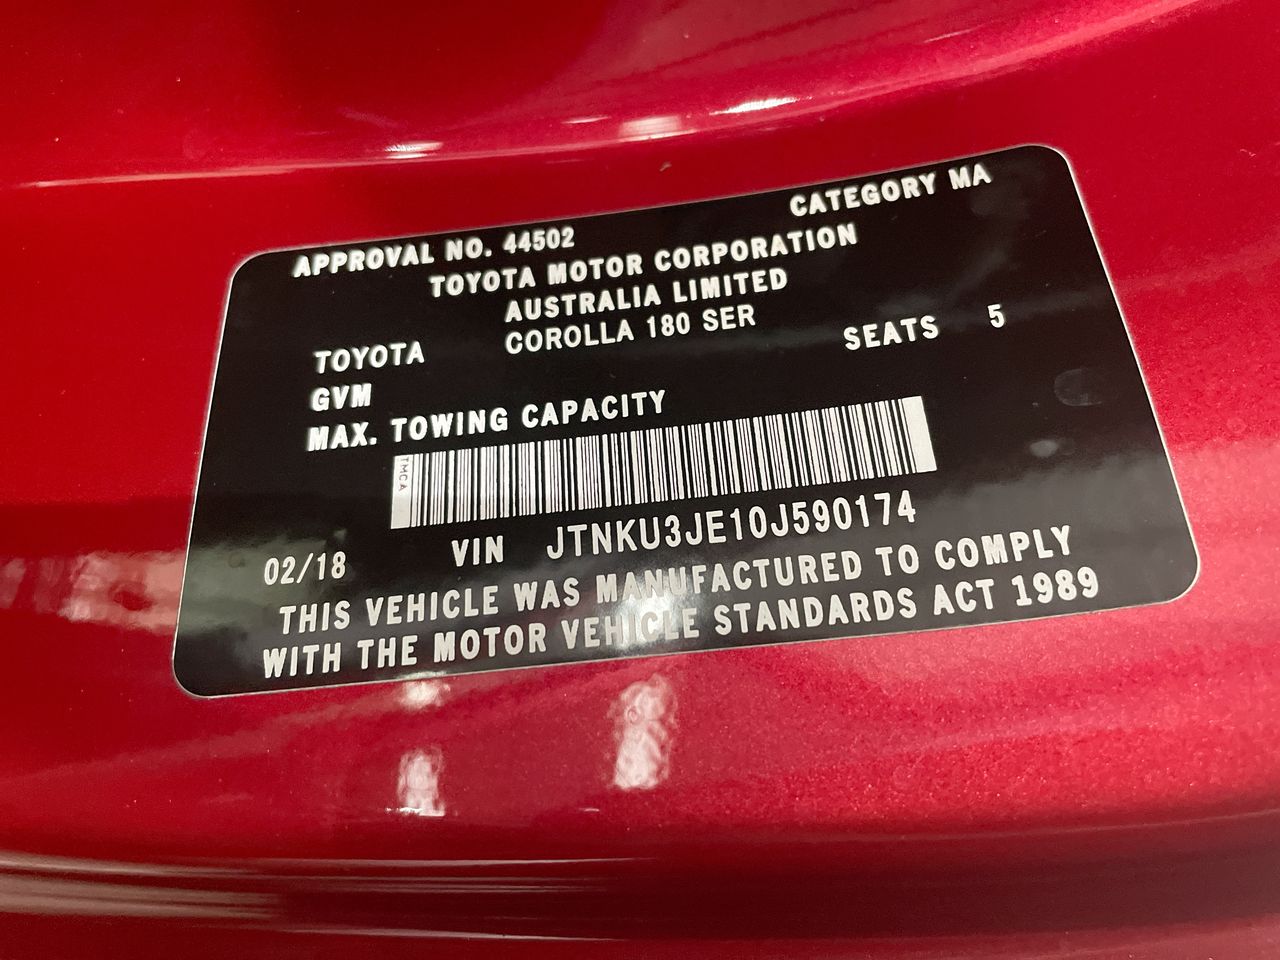 APPROVAL NO. 44502 CATEGORY MA
TOYOTA MOTOR CORPORATION
AUSTRALIA LIMITED
TOYOTA COROLLA 180 SER SEATS 5
GVM
MAX. TOWING CAPACITY
TMCA
02/18 VIN JTNKU3JE10J590174
THIS VEHICLE WAS MANUFACTURED TO COMPLY
WITH THE MOTOR VEHICLE STANDARDS ACT 1989